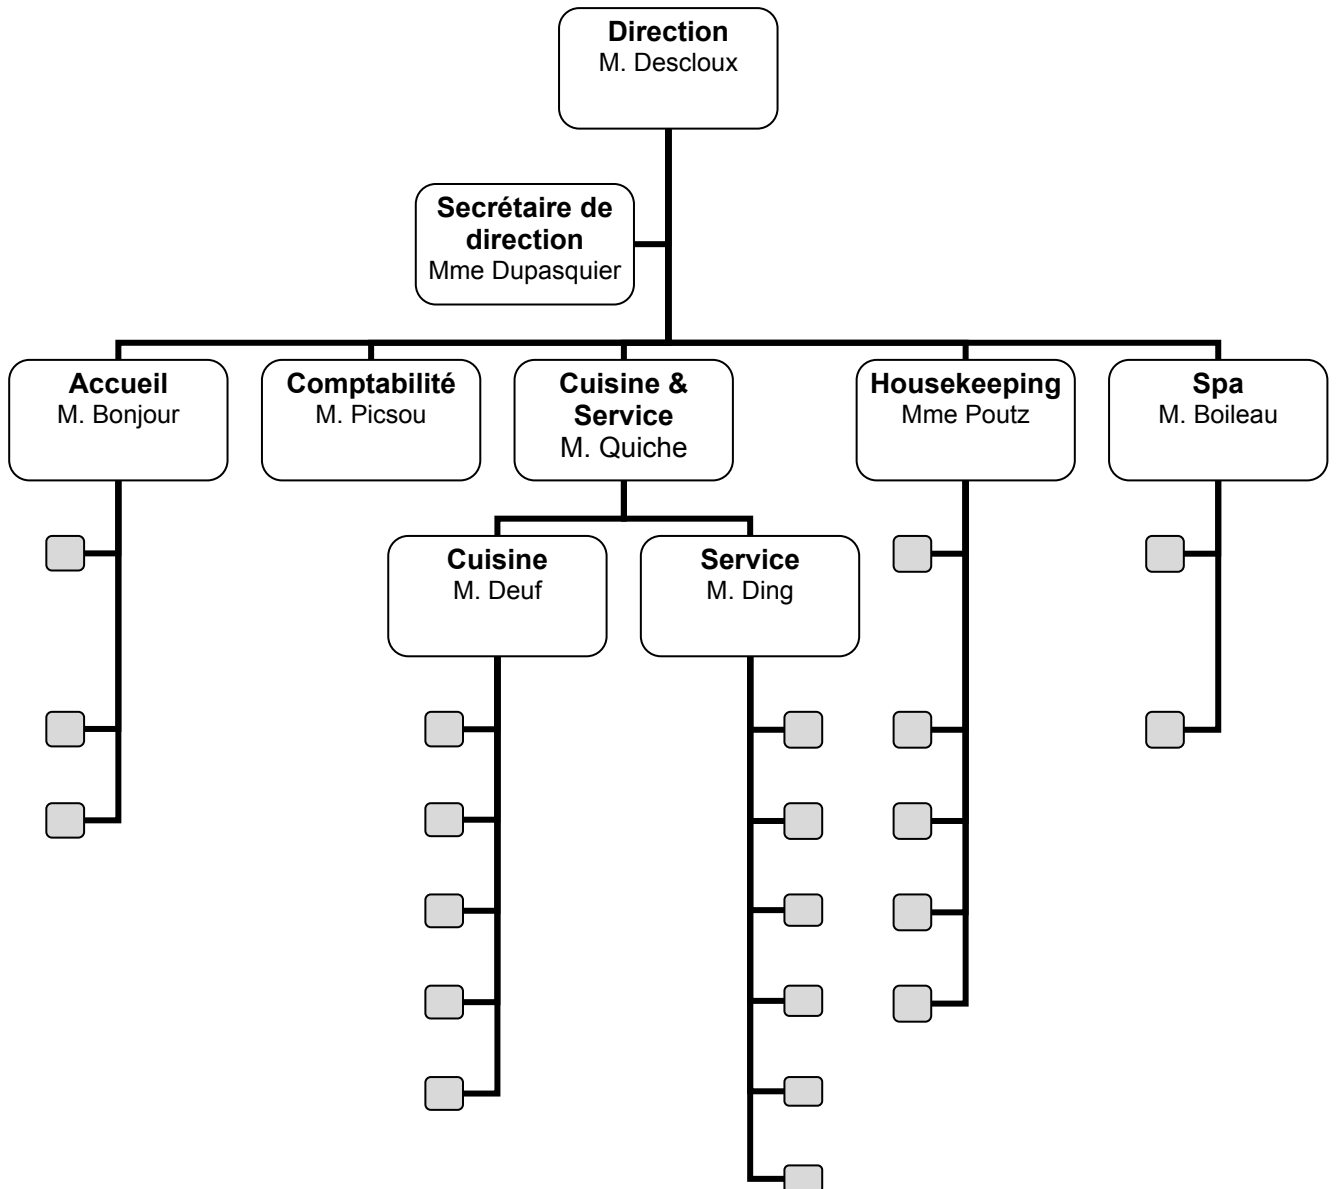 Direction
M. Descloux
Secrétaire de
direction
Mme Dupasquier
Accueil
M. Bonjour
Comptabilité
M. Picsou
Cuisine &
Service
M. Quiche
Housekeeping
Mme Poutz
Spa
M. Boileau
Cuisine
M. Deuf
Service
M. Ding